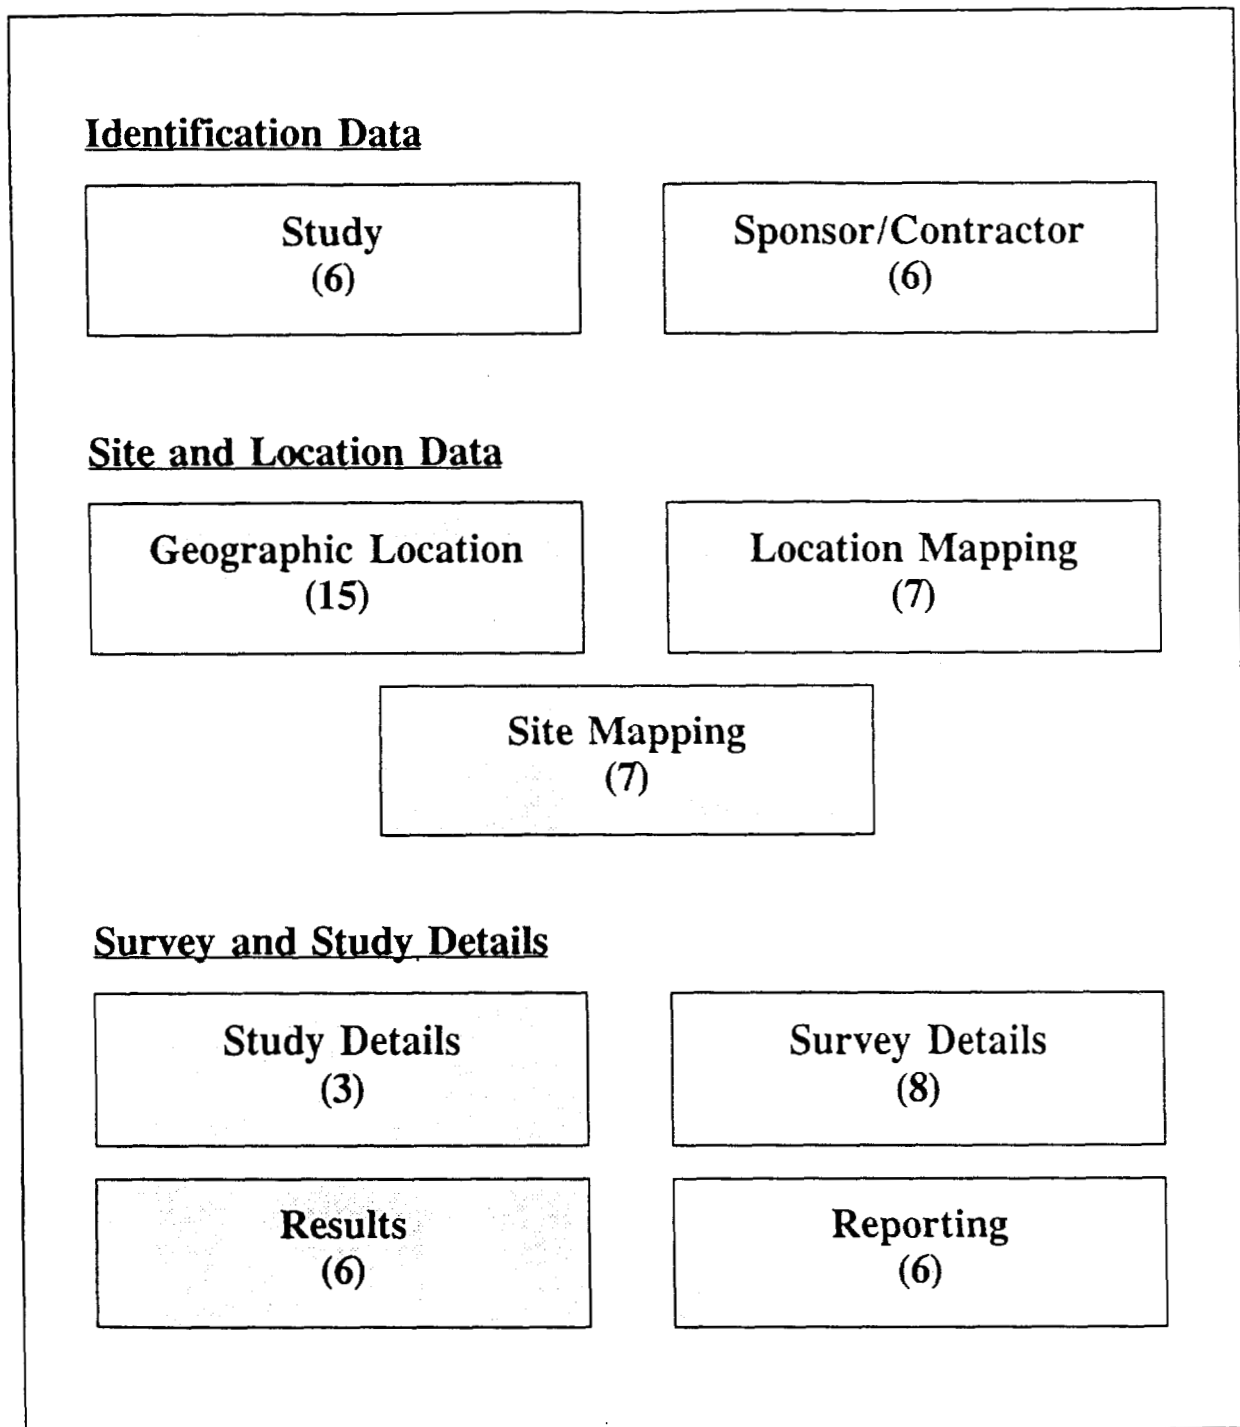 Identification Data
Study
(6)
Sponsor/Contractor
(6)
Site and Location Data
Geographic Location
(15)
Location Mapping
(7)
Site Mapping
(7)
Survey and Study Details
Study Details
(3)
Survey Details
(8)
Results
(6)
Reporting
(6)